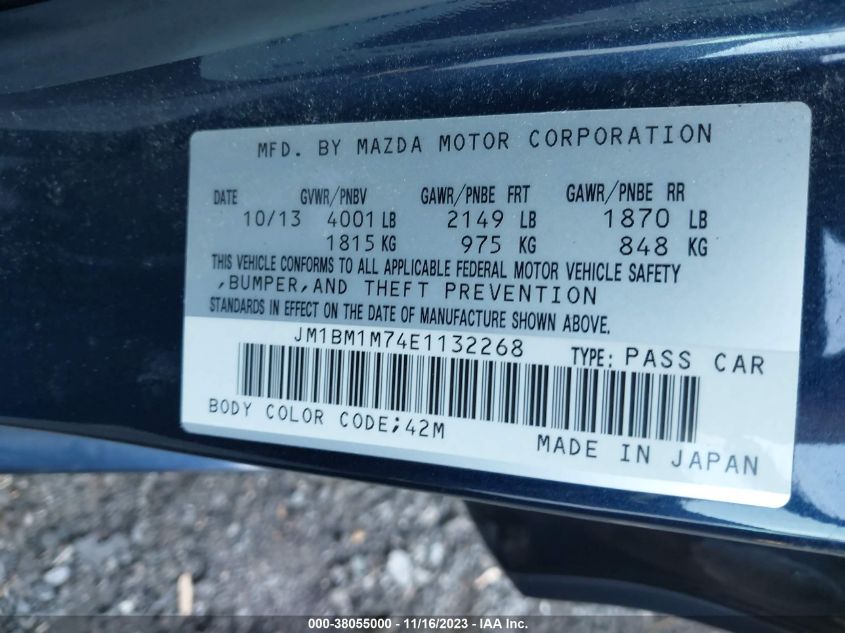 MFD. BY MAZDA MOTOR CORPORATION
DATE GVWR/PNBV GAWR/PNBE FRT GAWR/PNBE RR
10/13 4001 LB 2149 LB 1870 LB
1815 KG 975 KG 848 KG
THIS VEHICLE CONFORMS TO ALL APPLICABLE FEDERAL MOTOR VEHICLE SAFETY
,BUMPER,AND THEFT PREVENTION
STANDARDS IN EFFECT ON THE DATE OF MANUFACTURE SHOWN ABOVE.
JM1BM1M74E1132268 TYPE: PASS CAR
BODY COLOR CODE;42M
MADE IN JAPAN
000-38055000 - 11/16/2023 - IAA Inc.